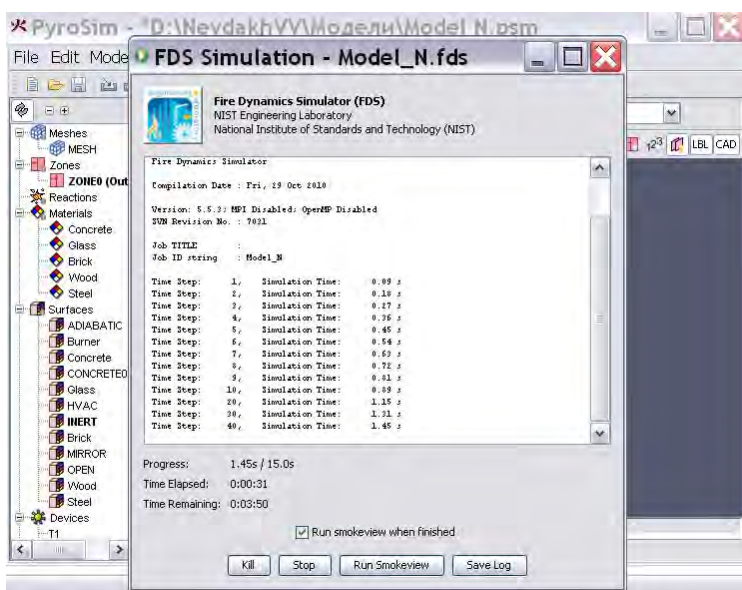 PyroSim - "D:\NevdakhVV\Модели\Model_N.psm
File Edit Mode
FDS Simulation - Model_N.fds
Fire Dynamics Simulator (FDS)
NIST Engineering Laboratory
National Institute of Standards and Technology (NIST)
Meshes
MESH
Zones
ZONE0 (Out
Reactions
Materials
Concrete
Glass
Brick
Wood
Steel
Surfaces
ADIABATIC
Burner
Concrete
CONCRETE0
Glass
HVAC
INERT
Brick
MIRROR
OPEN
Wood
Steel
Devices
T1
Fire Dynamics Simulator
Compilation Date : Fri, 29 Oct 2010
Version: 5.5.3; MPI Disabled; OpenMP Disabled
SVN Revision No. : 7031
Job TITLE :
Job ID string : Model_N
Time Step: 1, Simulation Time: 0.09 s
Time Step: 2, Simulation Time: 0.18 s
Time Step: 3, Simulation Time: 0.27 s
Time Step: 4, Simulation Time: 0.36 s
Time Step: 5, Simulation Time: 0.45 s
Time Step: 6, Simulation Time: 0.54 s
Time Step: 7, Simulation Time: 0.63 s
Time Step: 8, Simulation Time: 0.72 s
Time Step: 9, Simulation Time: 0.81 s
Time Step: 10, Simulation Time: 0.89 s
Time Step: 20, Simulation Time: 1.15 s
Time Step: 30, Simulation Time: 1.31 s
Time Step: 40, Simulation Time: 1.45 s
Progress: 1.45s / 15.0s
Time Elapsed: 0:00:31
Time Remaining: 0:03:50
Run smokeview when finished
Kill Stop Run Smokeview Save Log
123 LBL CAD